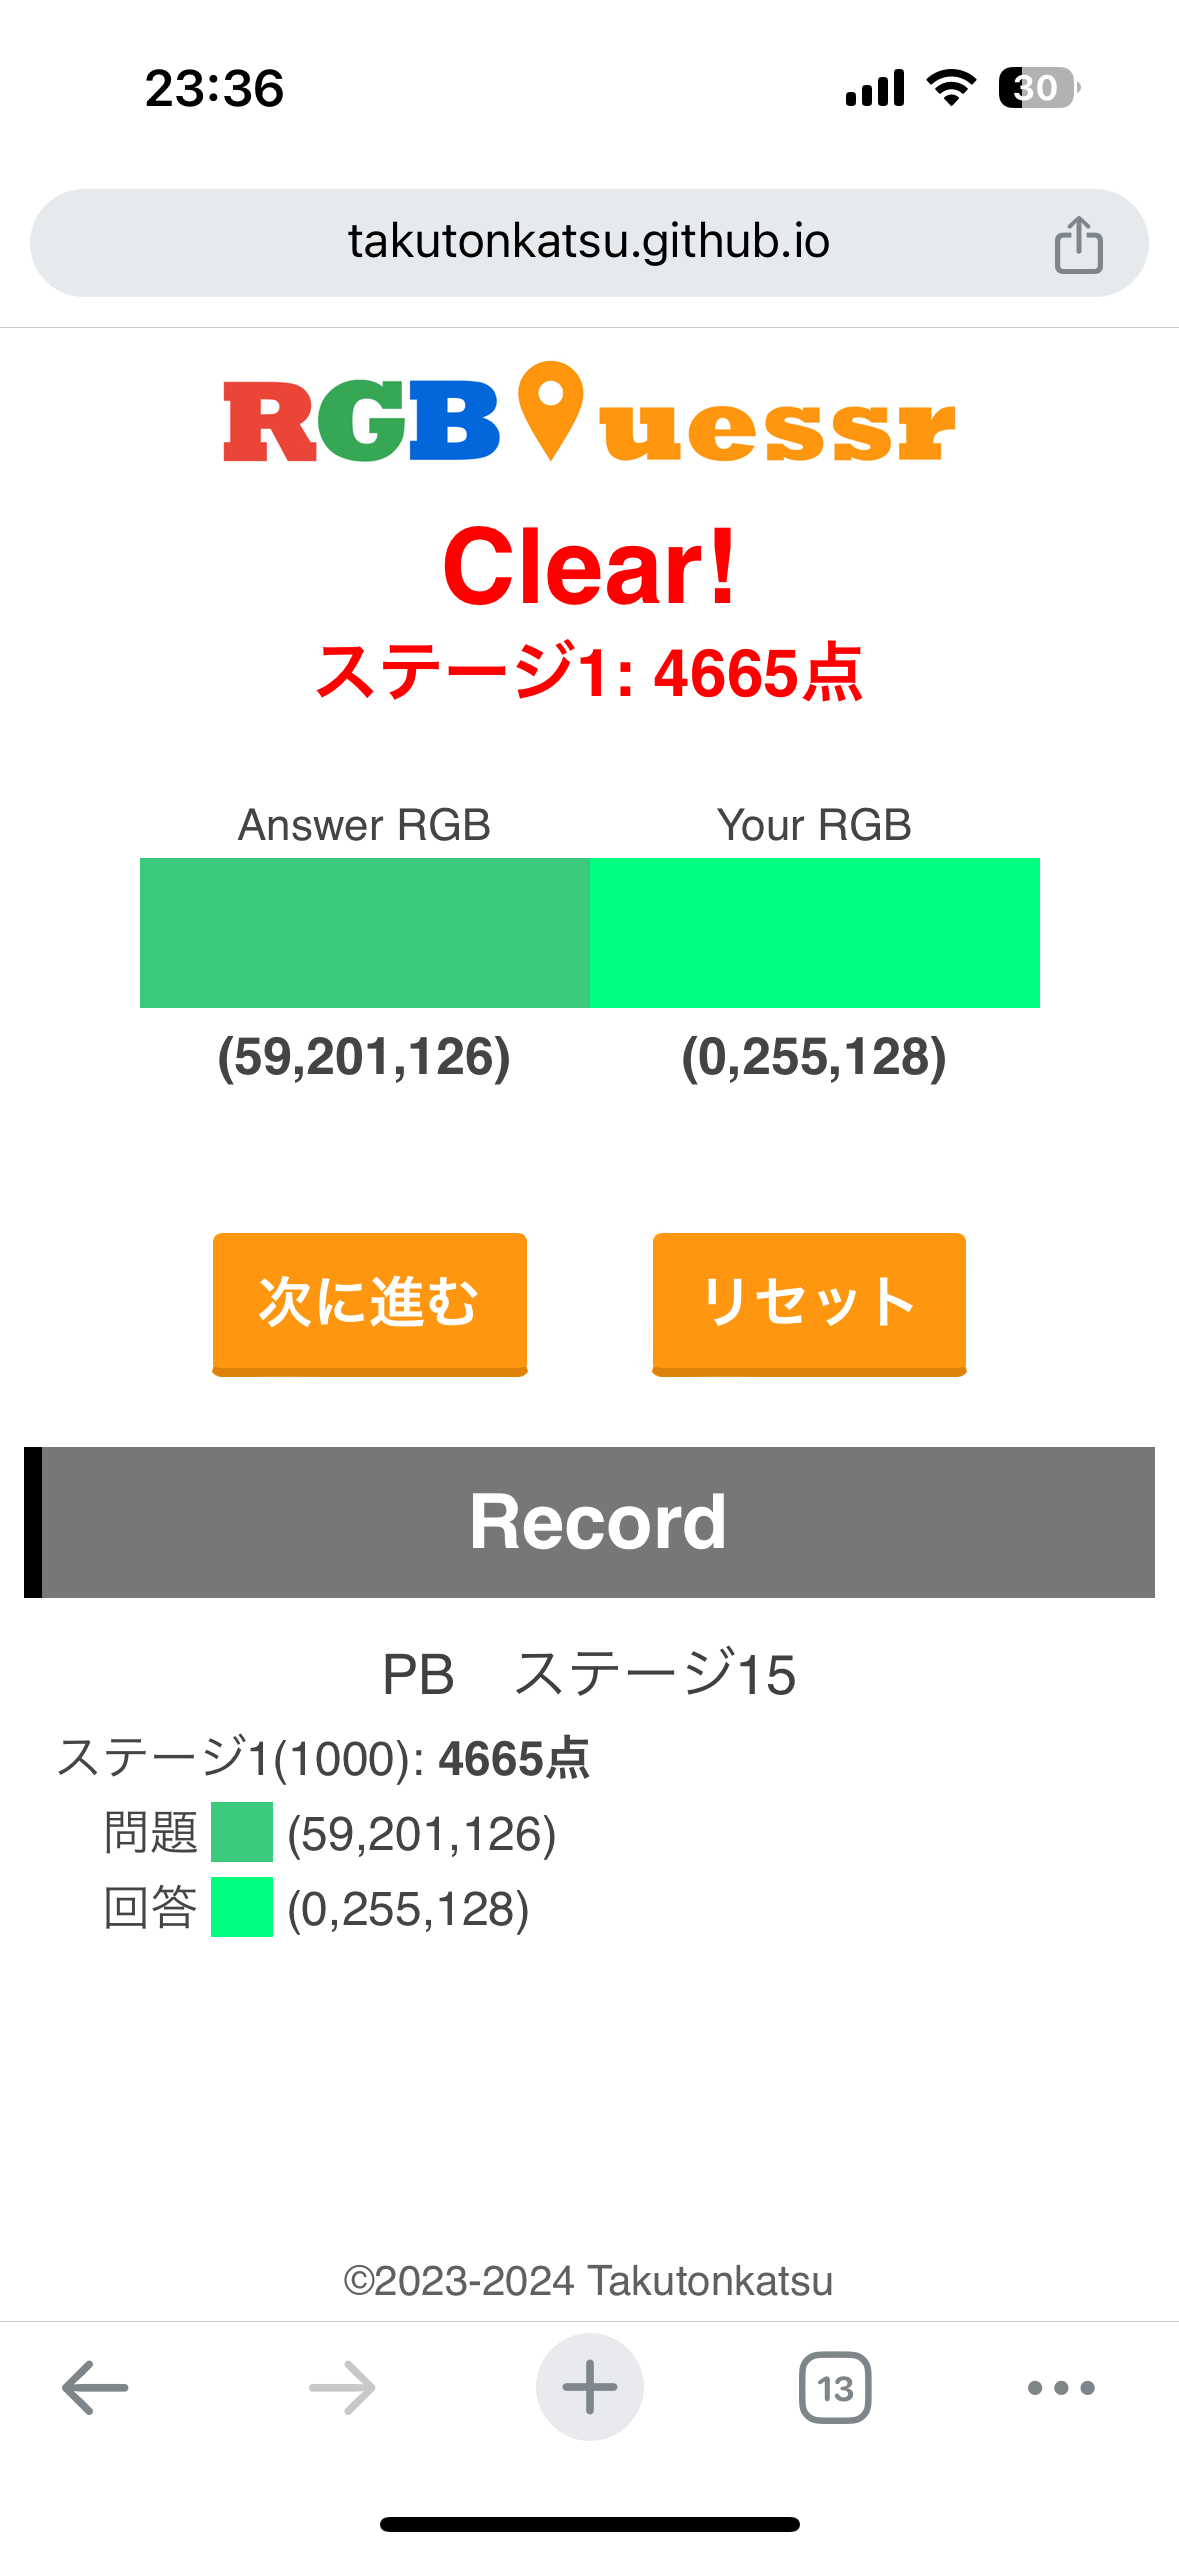 23:36
30
takutonkatsu.github.io
RGBuessr
Clear!
ステージ1: 4665点
Answer RGB Your RGB
(59,201,126) (0,255,128)
次に進む リセット
Record
PB　ステージ15
ステージ1(1000): 4665点
問題 (59,201,126)
回答 (0,255,128)
©2023-2024 Takutonkatsu
13